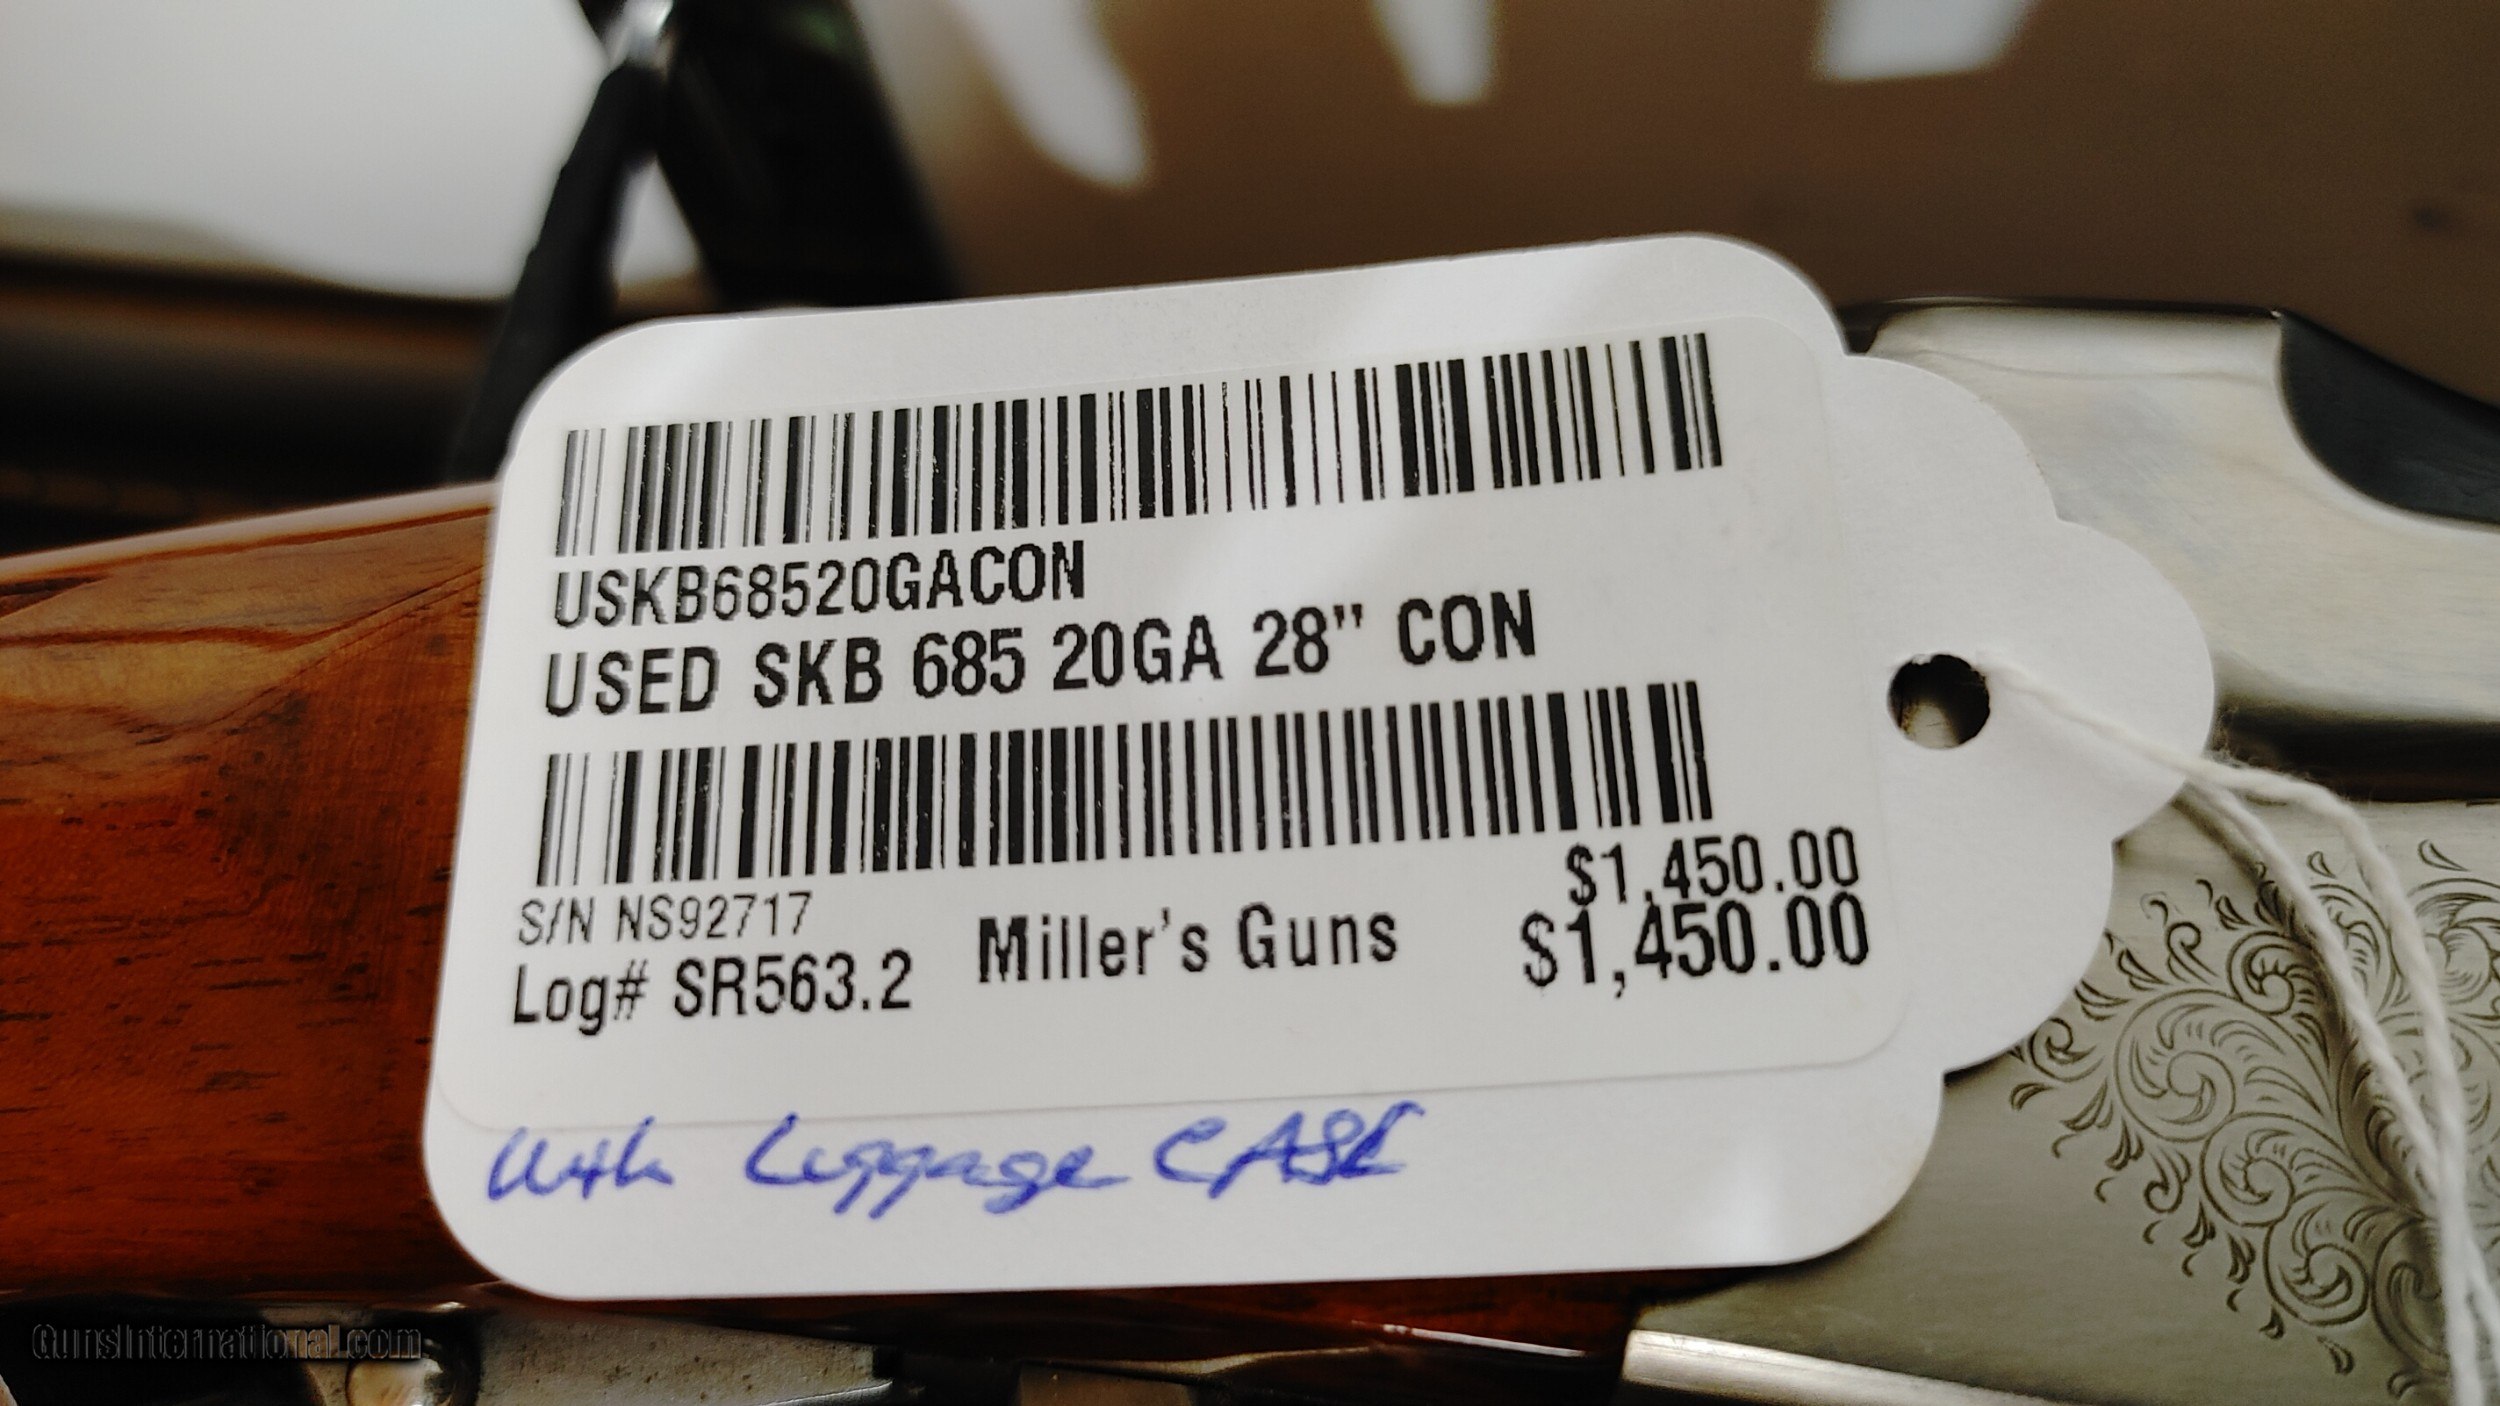 USKB68520GACON
USED SKB 685 20GA 28" CON
$1,450.00
S/N NS92717
Log# SR563.2 Miller's Guns $1,450.00
With Luggage CASE
GunsInternational.com